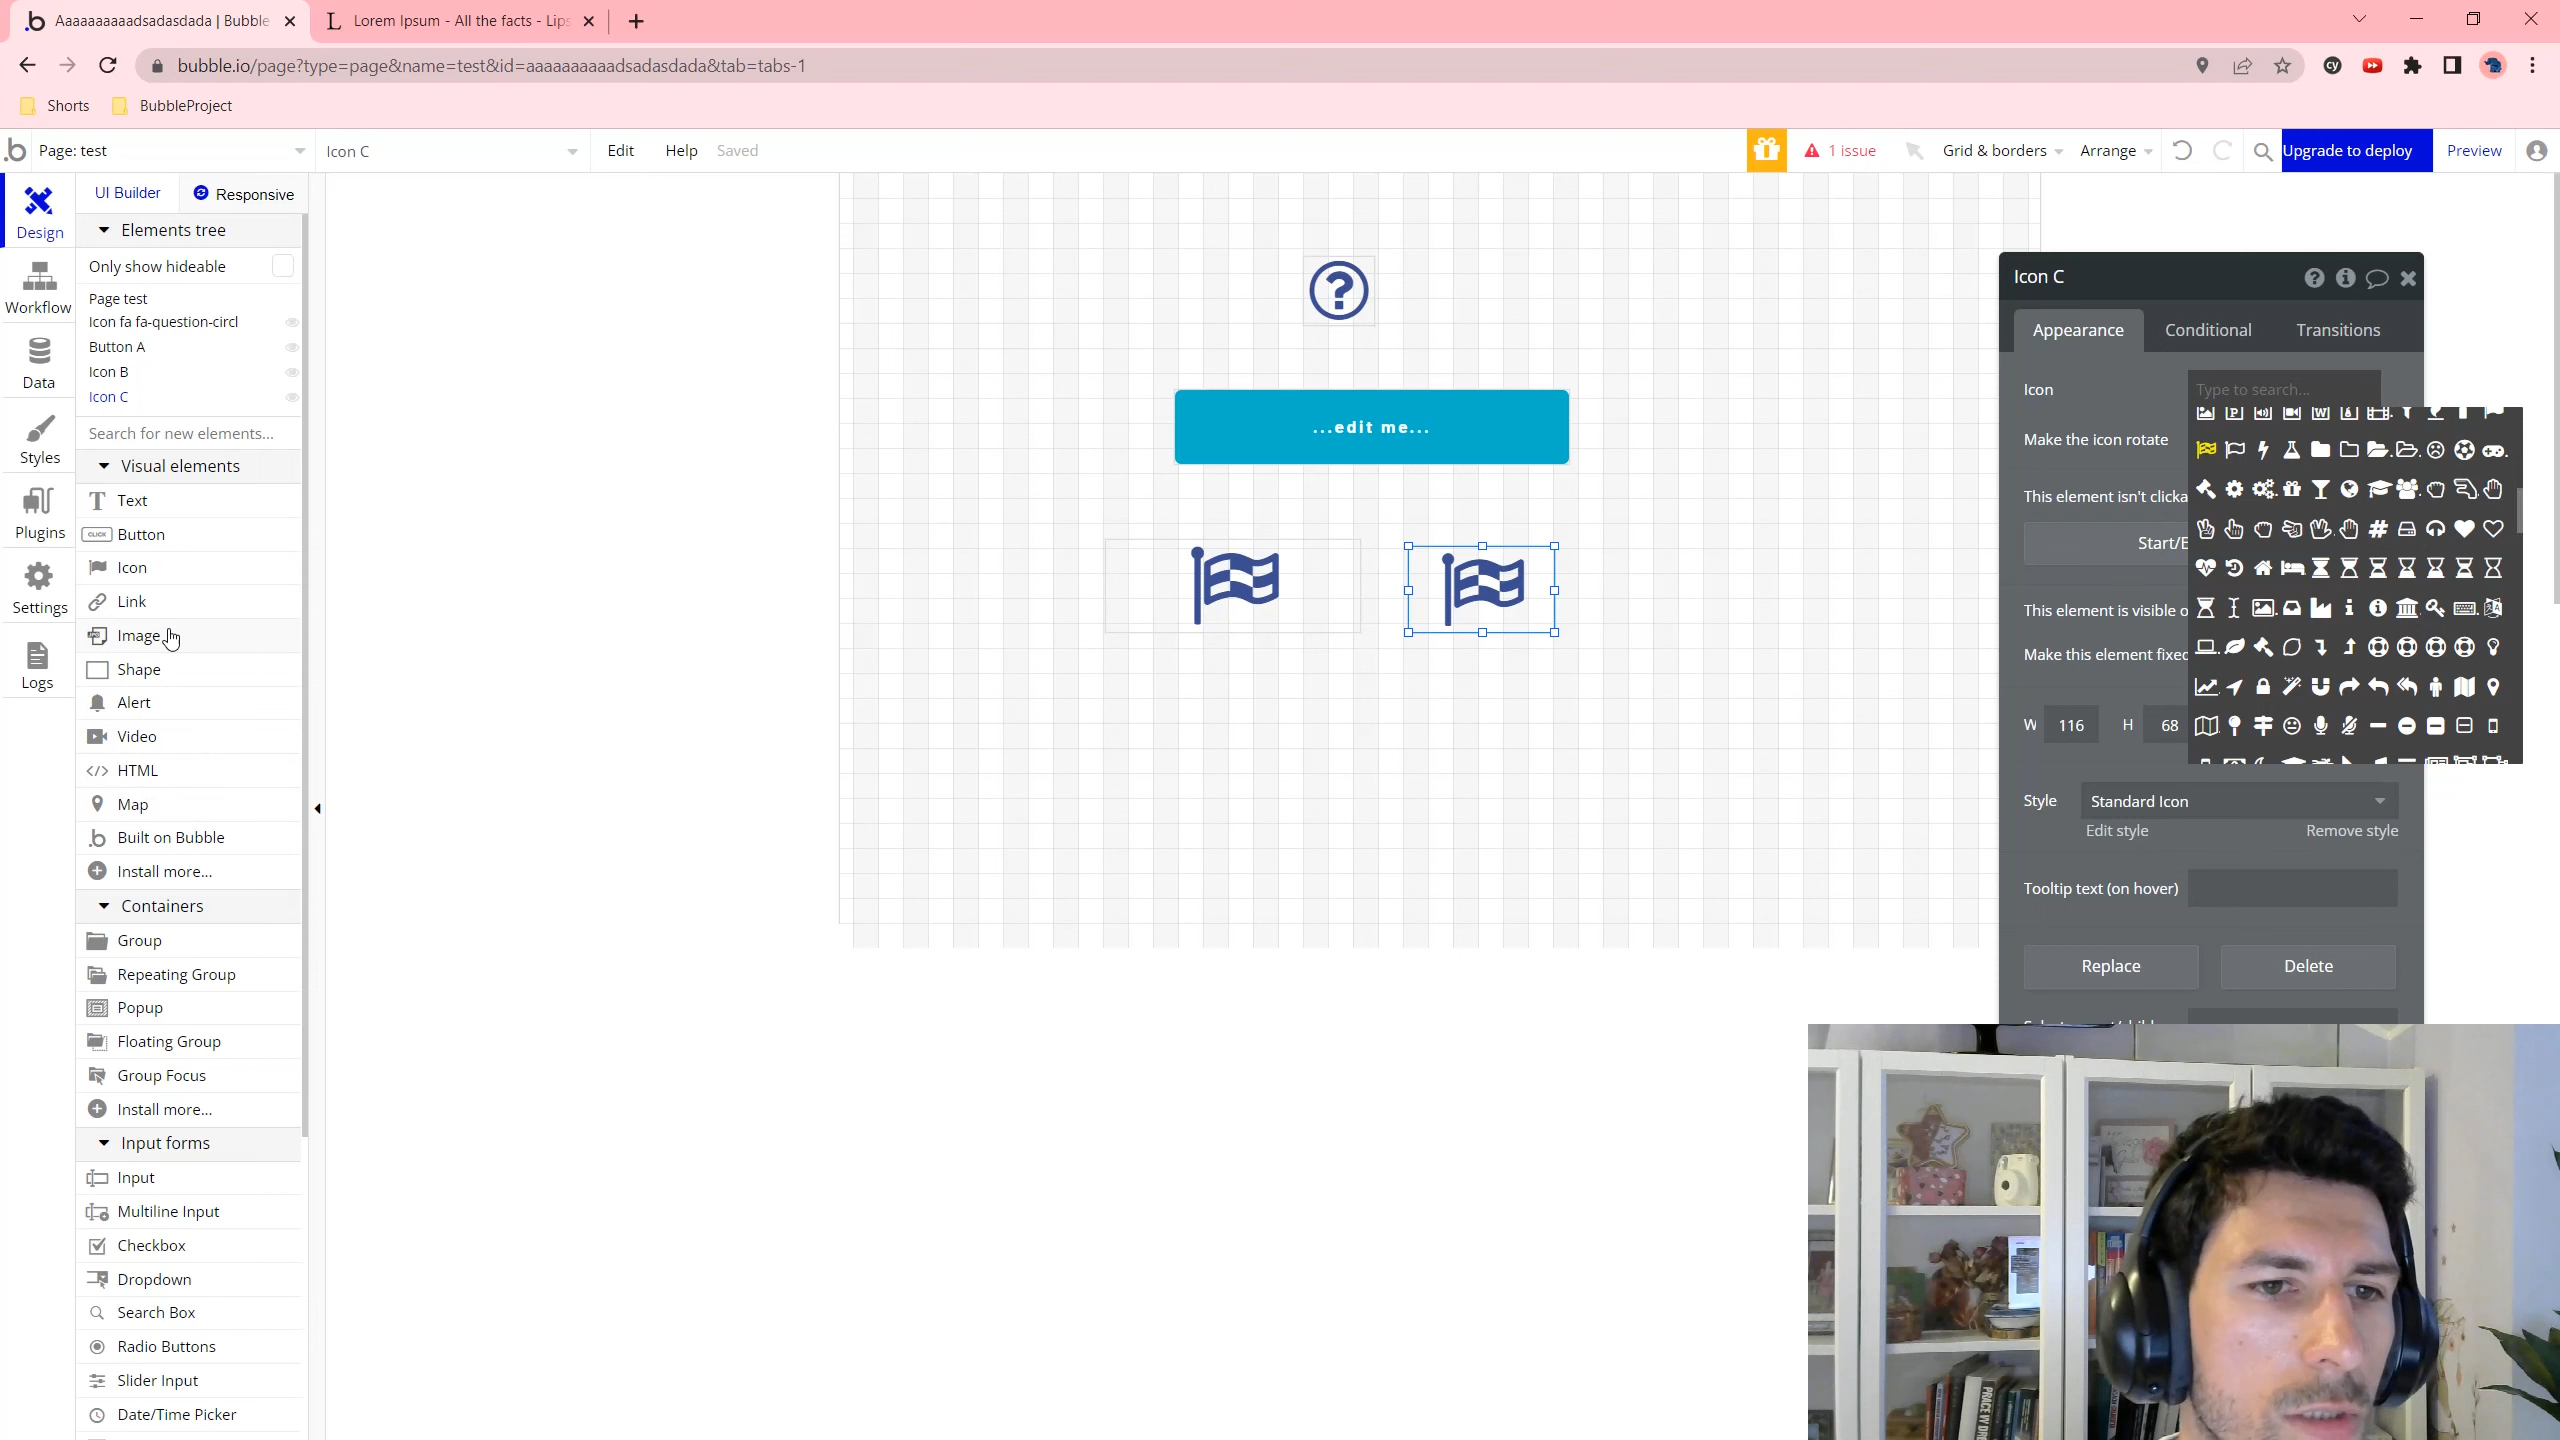 Aaaaaaaaaadsadasdada | Bubble
Lorem Ipsum - All the facts - Lips
bubble.io/page?type=page&name=test&id=aaaaaaaaaadsadasdada&tab=tabs-1
Shorts
BubbleProject
Page: test
Icon C
Edit
Help
Saved
1 issue
Grid & borders
Arrange
Upgrade to deploy
Preview
Design
Workflow
Data
Styles
Plugins
Settings
Logs
UI Builder
Responsive
Elements tree
Only show hideable
Page test
Icon fa fa-question-circl
Button A
Icon B
Icon C
Search for new elements...
Visual elements
Text
CLICK
Button
Icon
Link
Image
Shape
Alert
Video
HTML
Map
Built on Bubble
Install more...
Containers
Group
Repeating Group
Popup
Floating Group
Group Focus
Install more...
Input forms
Input
Multiline Input
Checkbox
Dropdown
Search Box
Radio Buttons
Slider Input
Date/Time Picker
...edit me...
Icon C
Appearance
Conditional
Transitions
Icon
Type to search...
Make the icon rotate
This element isn't clicka
Start/E
This element is visible o
Make this element fixed
W 116 H 68
Style
Standard Icon
Edit style
Remove style
Tooltip text (on hover)
Replace
Delete